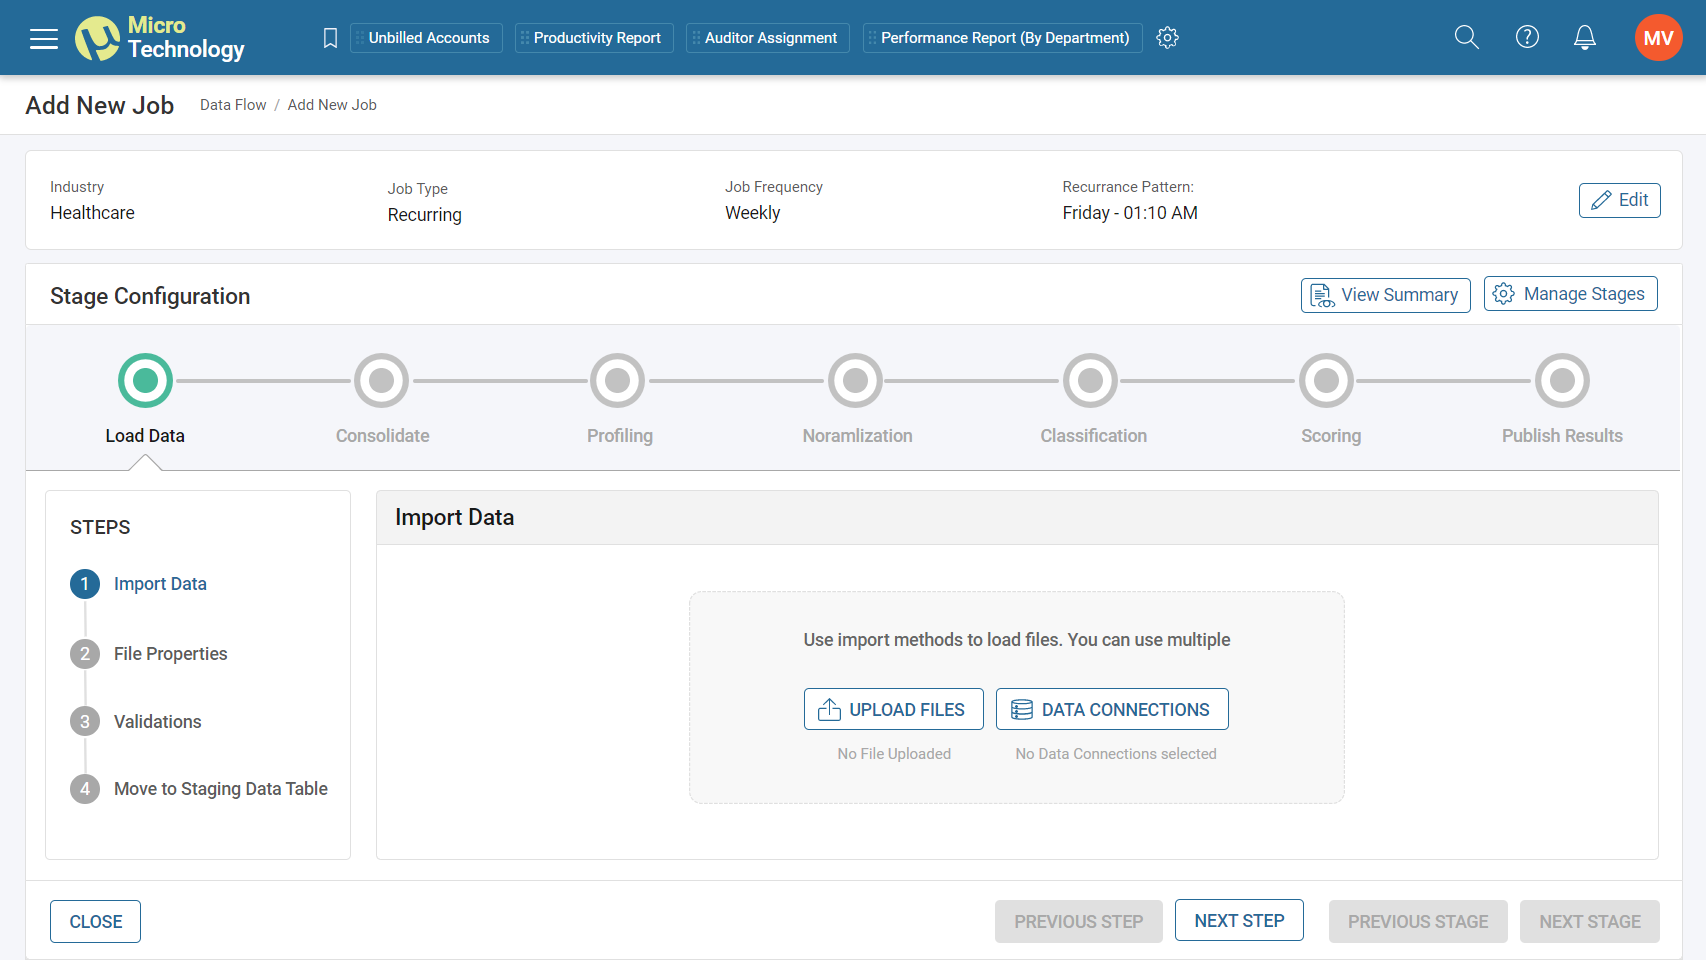 Micro
Technology
Unbilled Accounts
Productivity Report
Auditor Assignment
Performance Report (By Department)
MV
Add New Job
Data Flow / Add New Job
Industry
Healthcare
Job Type
Recurring
Job Frequency
Weekly
Recurrance Pattern:
Friday - 01:10 AM
Edit
Stage Configuration
View Summary
Manage Stages
Load Data
Consolidate
Profiling
Noramlization
Classification
Scoring
Publish Results
STEPS
1 Import Data
2 File Properties
3 Validations
4 Move to Staging Data Table
Import Data
Use import methods to load files. You can use multiple
UPLOAD FILES
DATA CONNECTIONS
No File Uploaded
No Data Connections selected
CLOSE
PREVIOUS STEP
NEXT STEP
PREVIOUS STAGE
NEXT STAGE